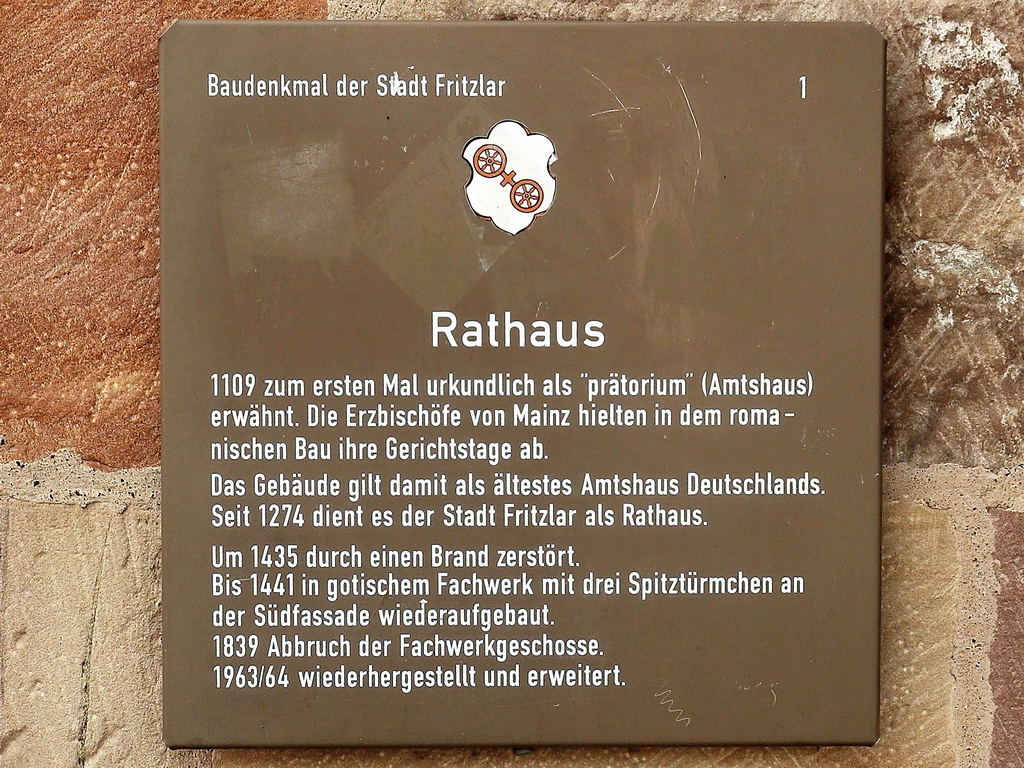 Baudenkmal der Stadt Fritzlar 1
Rathaus
1109 zum ersten Mal urkundlich als "prätorium" (Amtshaus)
erwähnt. Die Erzbischöfe von Mainz hielten in dem roma-
nischen Bau ihre Gerichtstage ab.
Das Gebäude gilt damit als ältestes Amtshaus Deutschlands.
Seit 1274 dient es der Stadt Fritzlar als Rathaus.
Um 1435 durch einen Brand zerstört.
Bis 1441 in gotischem Fachwerk mit drei Spitztürmchen an
der Südfassade wiederaufgebaut.
1839 Abbruch der Fachwerkgeschosse.
1963/64 wiederhergestellt und erweitert.